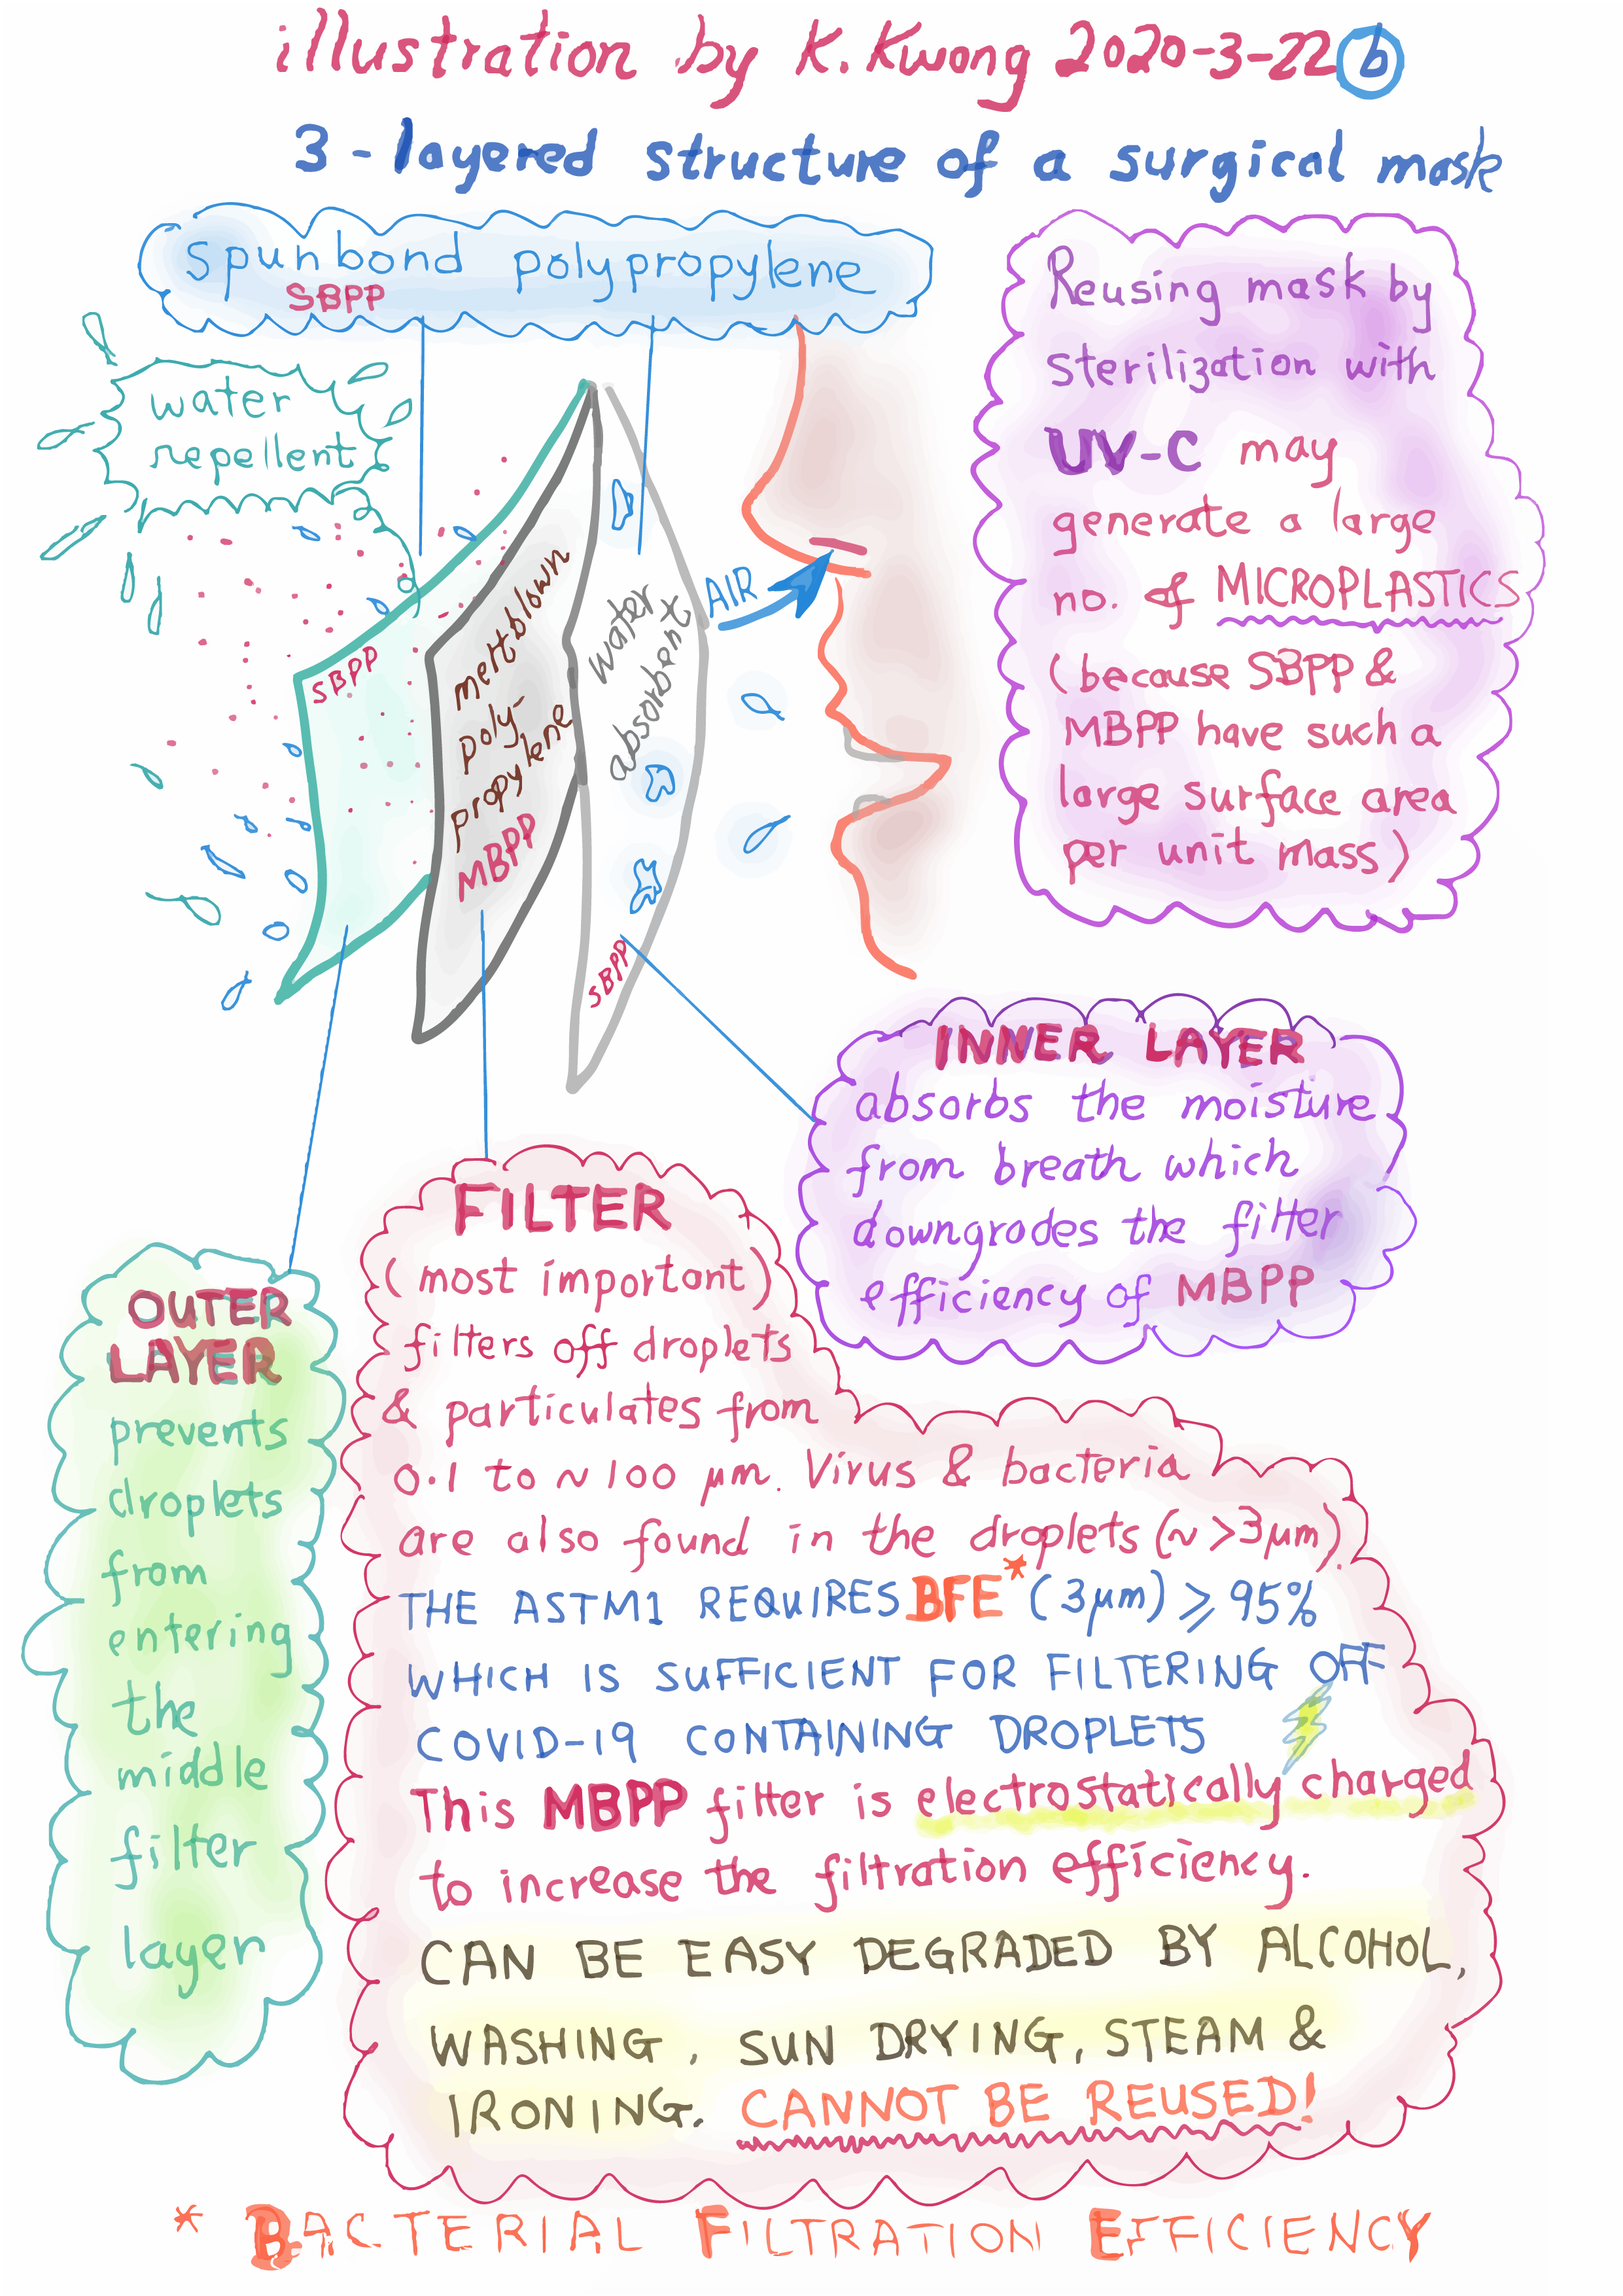 illustration by K. Kwong 2020-3-22 b
3-layered structure of a surgical mask
Spunbond polypropylene
SBPP
water
repellent
SBPP
meltblown
poly-
propylene
MBPP
water
absorbent
SBPP
AIR
Reusing mask by
sterilization with
UV-C may
generate a large
no. of MICROPLASTICS
(because SBPP &
MBPP have such a
large surface area
per unit mass)
INNER LAYER
absorbs the moisture
from breath which
downgrades the filter
efficiency of MBPP
OUTER
LAYER
prevents
droplets
from
entering
the
middle
filter
layer
FILTER
(most important)
filters off droplets
& particulates from
0.1 to ~100 µm. Virus & bacteria
are also found in the droplets (~>3µm).
THE ASTM1 REQUIRES BFE* (3µm) ⩾ 95%
WHICH IS SUFFICIENT FOR FILTERING OFF
COVID-19 CONTAINING DROPLETS
This MBPP filter is electrostatically charged
to increase the filtration efficiency.
CAN BE EASY DEGRADED BY ALCOHOL,
WASHING, SUN DRYING, STEAM &
IRONING. CANNOT BE REUSED!
* BACTERIAL FILTRATION EFFICIENCY